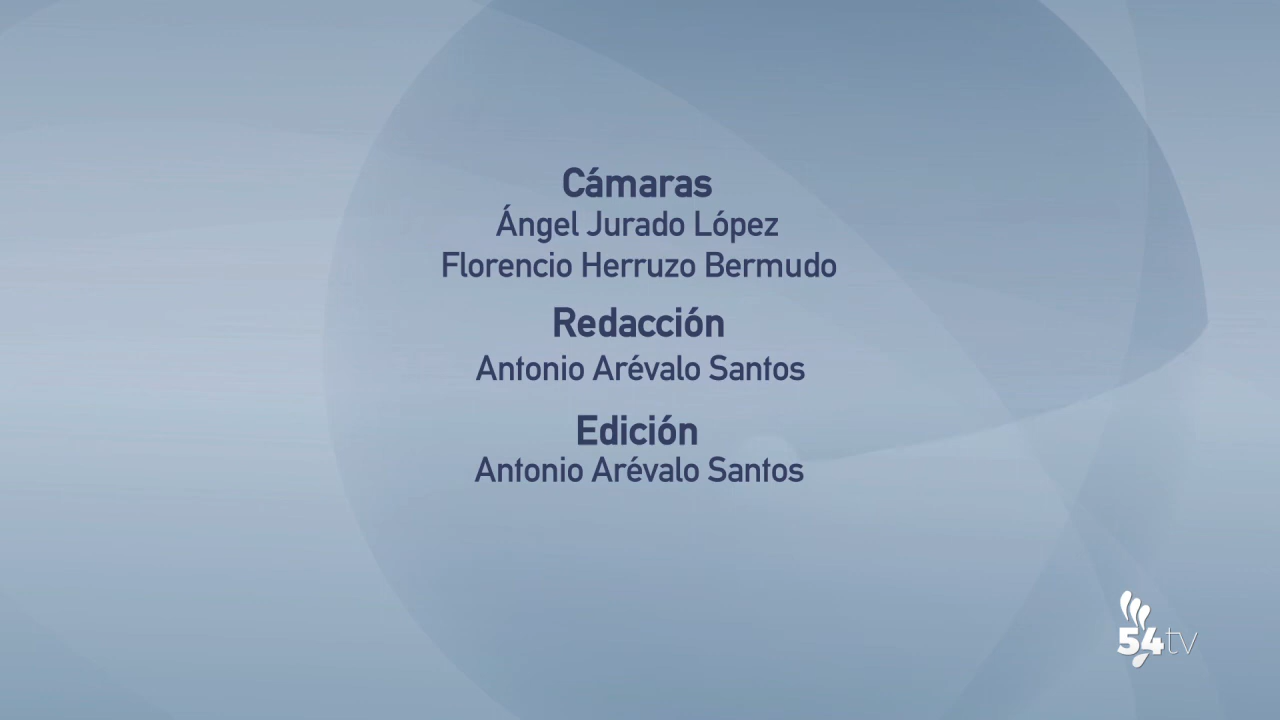 Cámaras
Ángel Jurado López
Florencio Herruzo Bermudo
Redacción
Antonio Arévalo Santos
Edición
Antonio Arévalo Santos
54tv